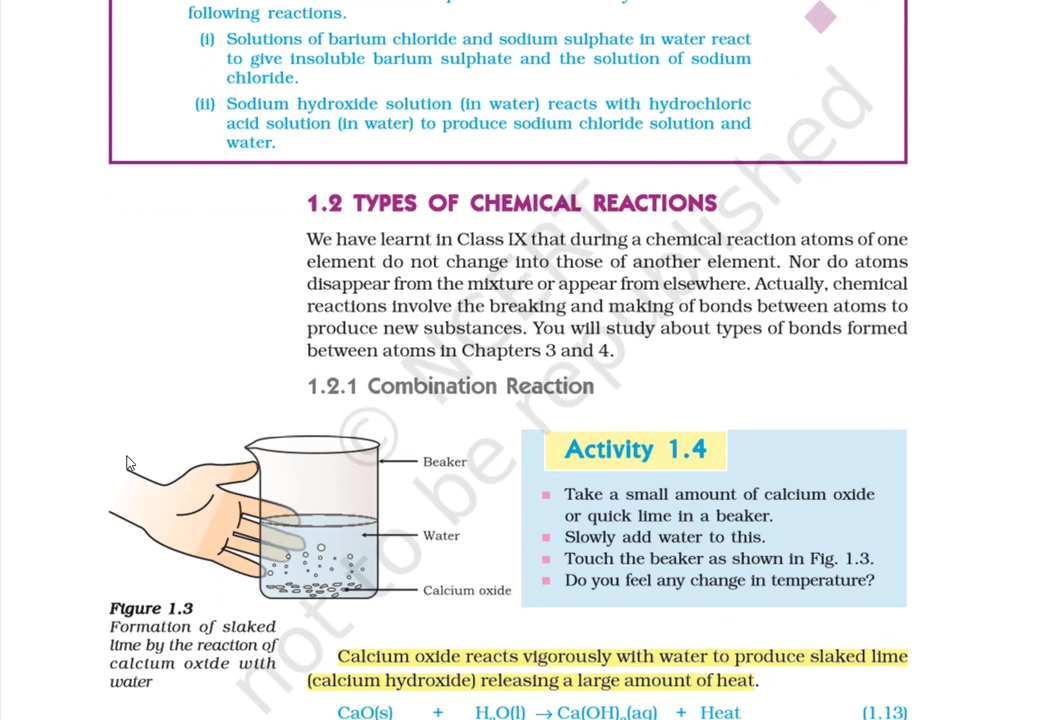 following reactions.
(i) Solutions of barium chloride and sodium sulphate in water react
to give insoluble barium sulphate and the solution of sodium
chloride.
(ii) Sodium hydroxide solution (in water) reacts with hydrochloric
acid solution (in water) to produce sodium chloride solution and
water.
1.2 TYPES OF CHEMICAL REACTIONS
We have learnt in Class IX that during a chemical reaction atoms of one
element do not change into those of another element. Nor do atoms
disappear from the mixture or appear from elsewhere. Actually, chemical
reactions involve the breaking and making of bonds between atoms to
produce new substances. You will study about types of bonds formed
between atoms in Chapters 3 and 4.
1.2.1 Combination Reaction
Beaker
Water
Calcium oxide
Figure 1.3
Formation of slaked
lime by the reaction of
calcium oxide with
water
Activity 1.4
Take a small amount of calcium oxide
or quick lime in a beaker.
Slowly add water to this.
Touch the beaker as shown in Fig. 1.3.
Do you feel any change in temperature?
Calcium oxide reacts vigorously with water to produce slaked lime
(calcium hydroxide) releasing a large amount of heat.
CaO(s) + H₂O(l) → Ca(OH)₂(aq) + Heat (1.13)
© NCERT
not to be republished